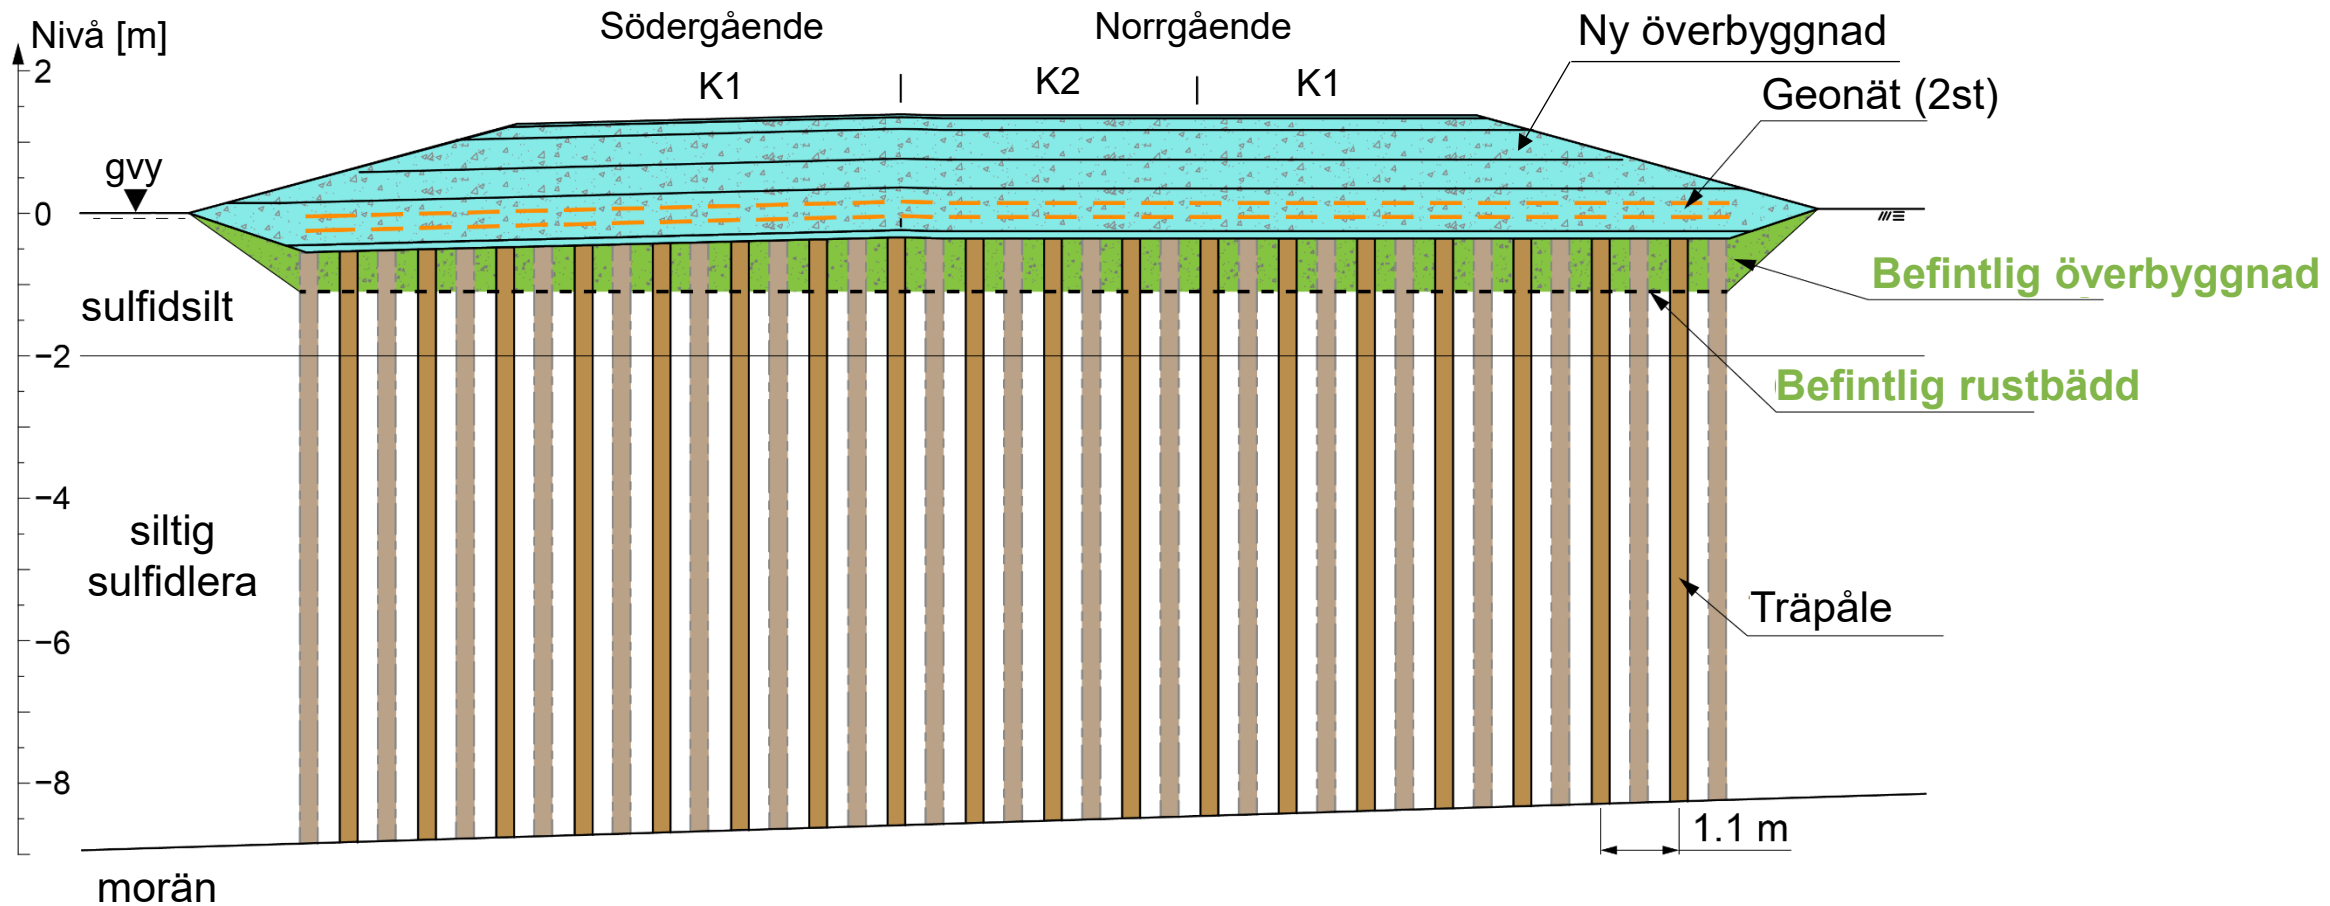 Södergående
Norrgående
Ny överbyggnad
Nivå [m]
2
K1
K2
K1
Geonät (2st)
gvy
0
Befintlig överbyggnad
sulfidsilt
−2
Befintlig rustbädd
−4
siltig
sulfidlera
Träpåle
−6
−8
1.1 m
morän